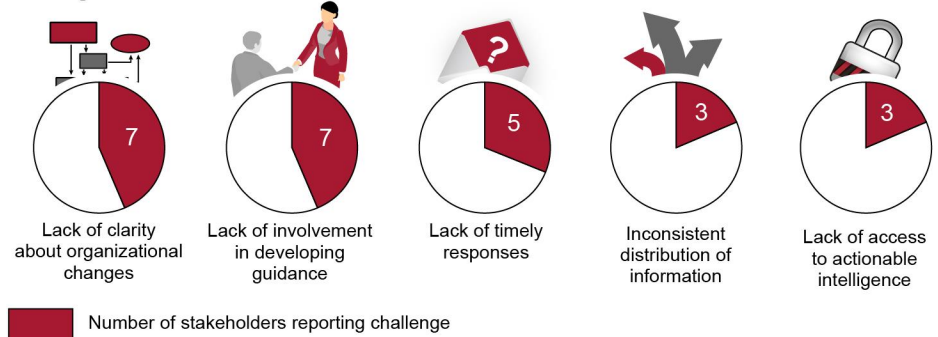 ?
7
7
5
3
3
Lack of clarity
about organizational
changes
Lack of involvement
in developing
guidance
Lack of timely
responses
Inconsistent
distribution of
information
Lack of access
to actionable
intelligence
Number of stakeholders reporting challenge